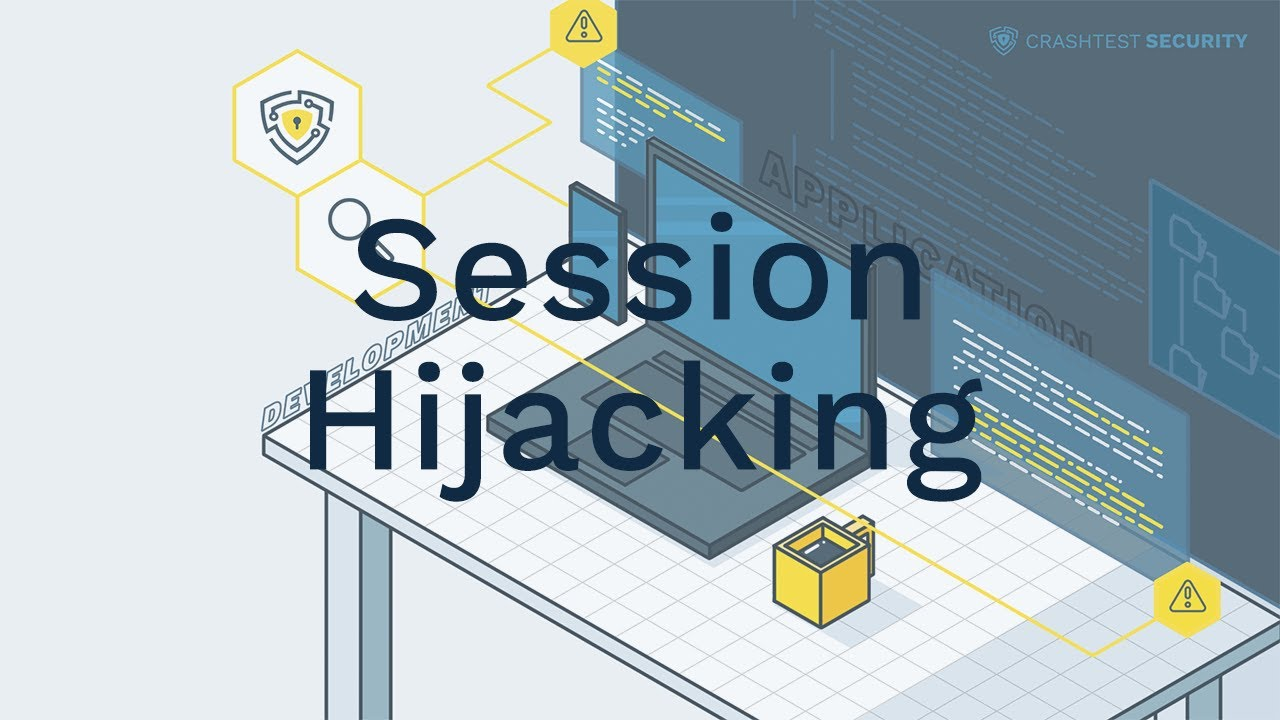 CRASHTEST SECURITY
APPLICATION
Session
DEVELOPMENT
Hijacking